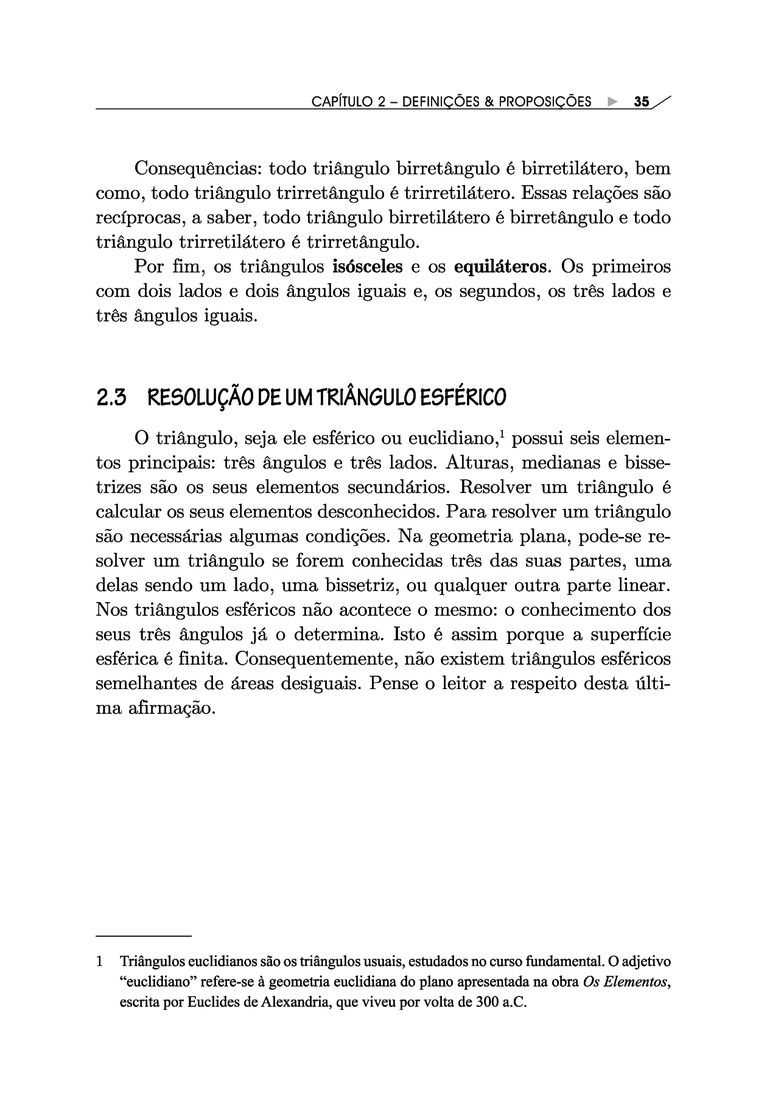 CAPÍTULO 2 – DEFINIÇÕES & PROPOSIÇÕES ► 35
Consequências: todo triângulo birretângulo é birretilátero, bem
como, todo triângulo trirretângulo é trirretilátero. Essas relações são
recíprocas, a saber, todo triângulo birretilátero é birretângulo e todo
triângulo trirretilátero é trirretângulo.
Por fim, os triângulos isósceles e os equiláteros. Os primeiros
com dois lados e dois ângulos iguais e, os segundos, os três lados e
três ângulos iguais.
2.3 RESOLUÇÃO DE UM TRIÂNGULO ESFÉRICO
O triângulo, seja ele esférico ou euclidiano,¹ possui seis elemen-
tos principais: três ângulos e três lados. Alturas, medianas e bisse-
trizes são os seus elementos secundários. Resolver um triângulo é
calcular os seus elementos desconhecidos. Para resolver um triângulo
são necessárias algumas condições. Na geometria plana, pode-se re-
solver um triângulo se forem conhecidas três das suas partes, uma
delas sendo um lado, uma bissetriz, ou qualquer outra parte linear.
Nos triângulos esféricos não acontece o mesmo: o conhecimento dos
seus três ângulos já o determina. Isto é assim porque a superfície
esférica é finita. Consequentemente, não existem triângulos esféricos
semelhantes de áreas desiguais. Pense o leitor a respeito desta últi-
ma afirmação.
1 Triângulos euclidianos são os triângulos usuais, estudados no curso fundamental. O adjetivo
“euclidiano” refere-se à geometria euclidiana do plano apresentada na obra Os Elementos,
escrita por Euclides de Alexandria, que viveu por volta de 300 a.C.